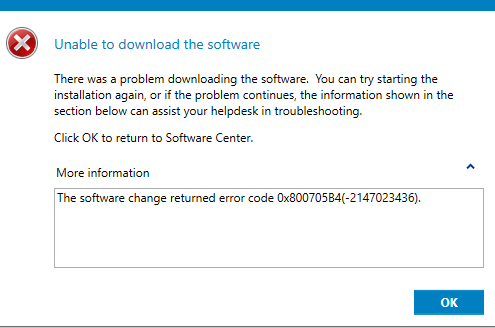 Unable to download the software
There was a problem downloading the software.  You can try starting the
installation again, or if the problem continues, the information shown in the
section below can assist your helpdesk in troubleshooting.
Click OK to return to Software Center.
More information
The software change returned error code 0x800705B4(-2147023436).
OK